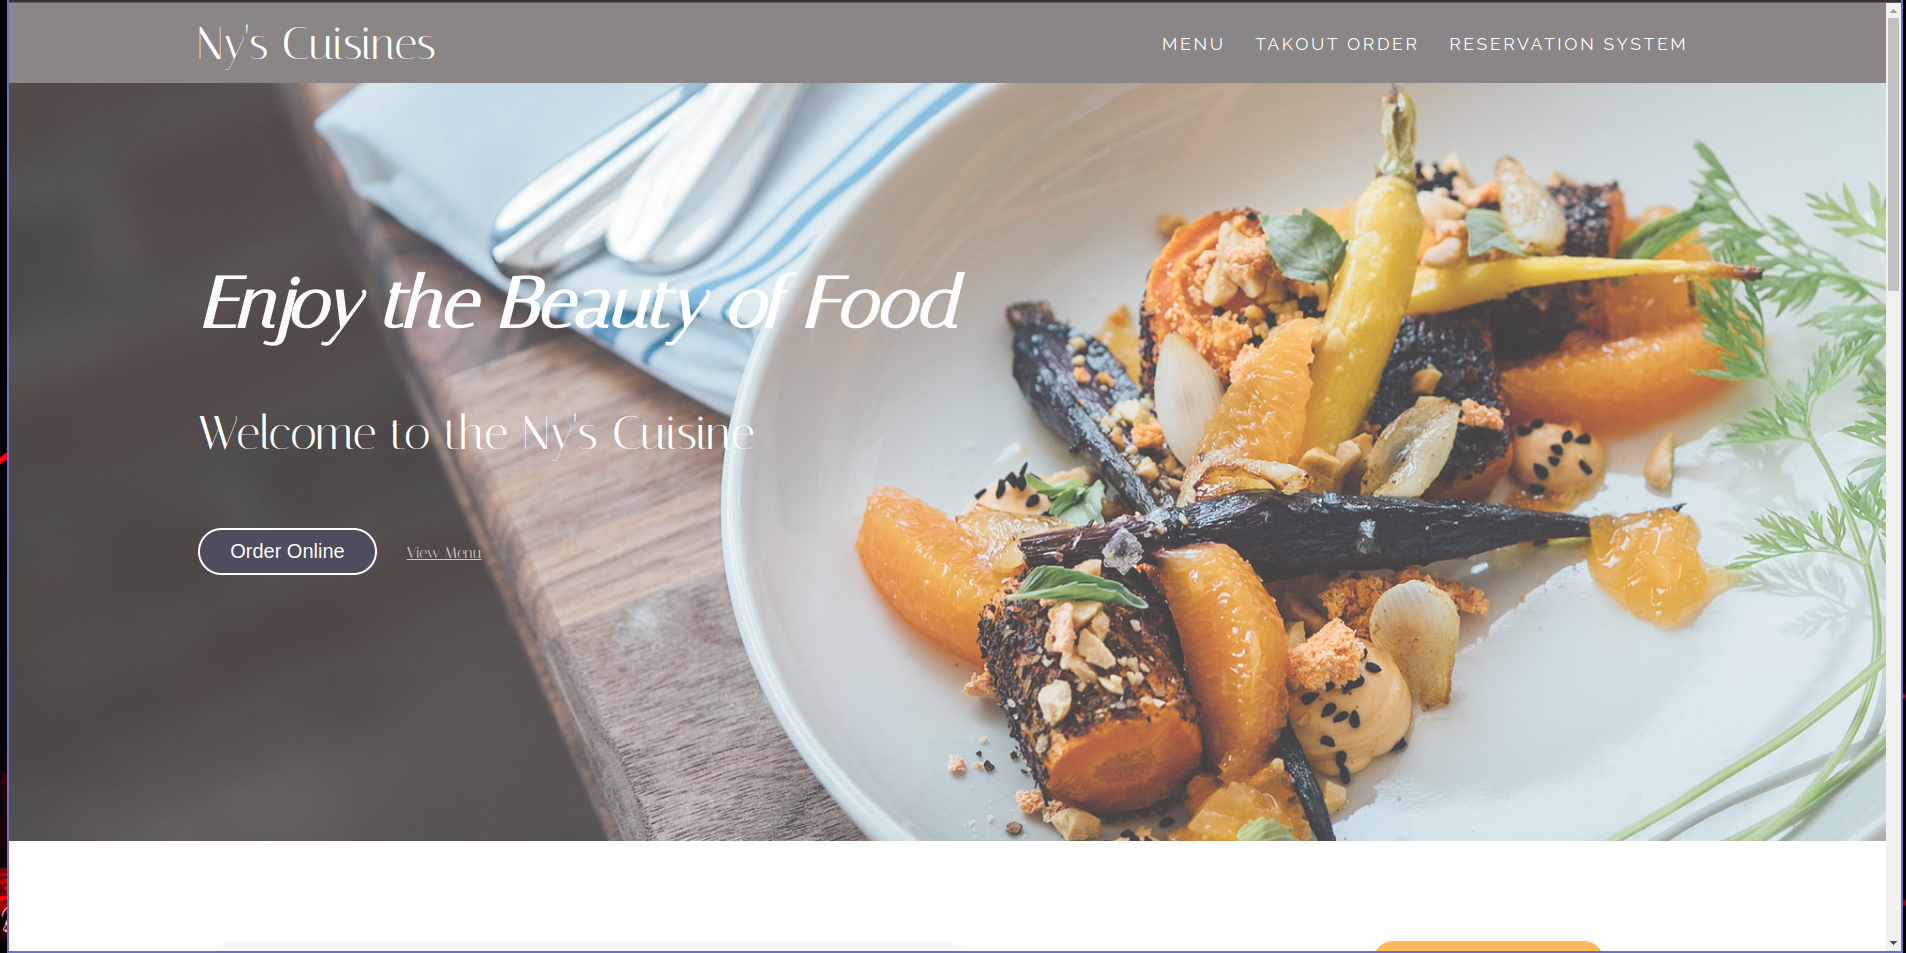 Ny's Cuisines
MENU TAKOUT ORDER RESERVATION SYSTEM
Enjoy the Beauty of Food
Welcome to the Ny's Cuisine
Order Online
View Menu